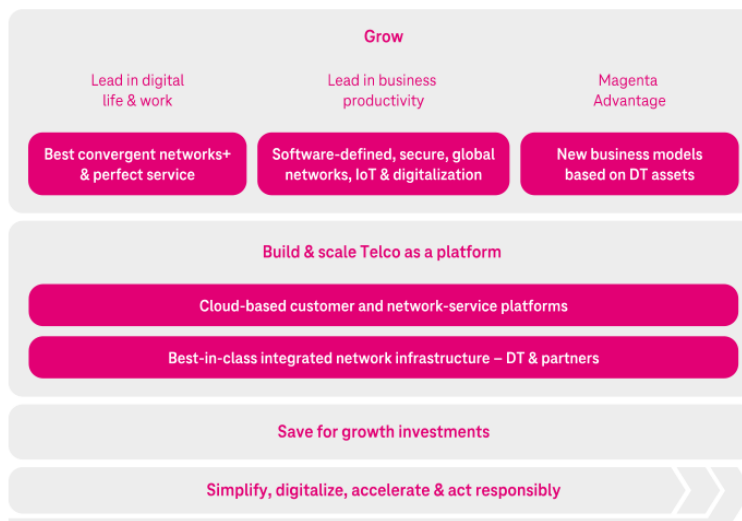 Grow
Lead in digital
life & work
Lead in business
productivity
Magenta
Advantage
Best convergent networks+
& perfect service
Software-defined, secure, global
networks, IoT & digitalization
New business models
based on DT assets
Build & scale Telco as a platform
Cloud-based customer and network-service platforms
Best-in-class integrated network infrastructure – DT & partners
Save for growth investments
Simplify, digitalize, accelerate & act responsibly